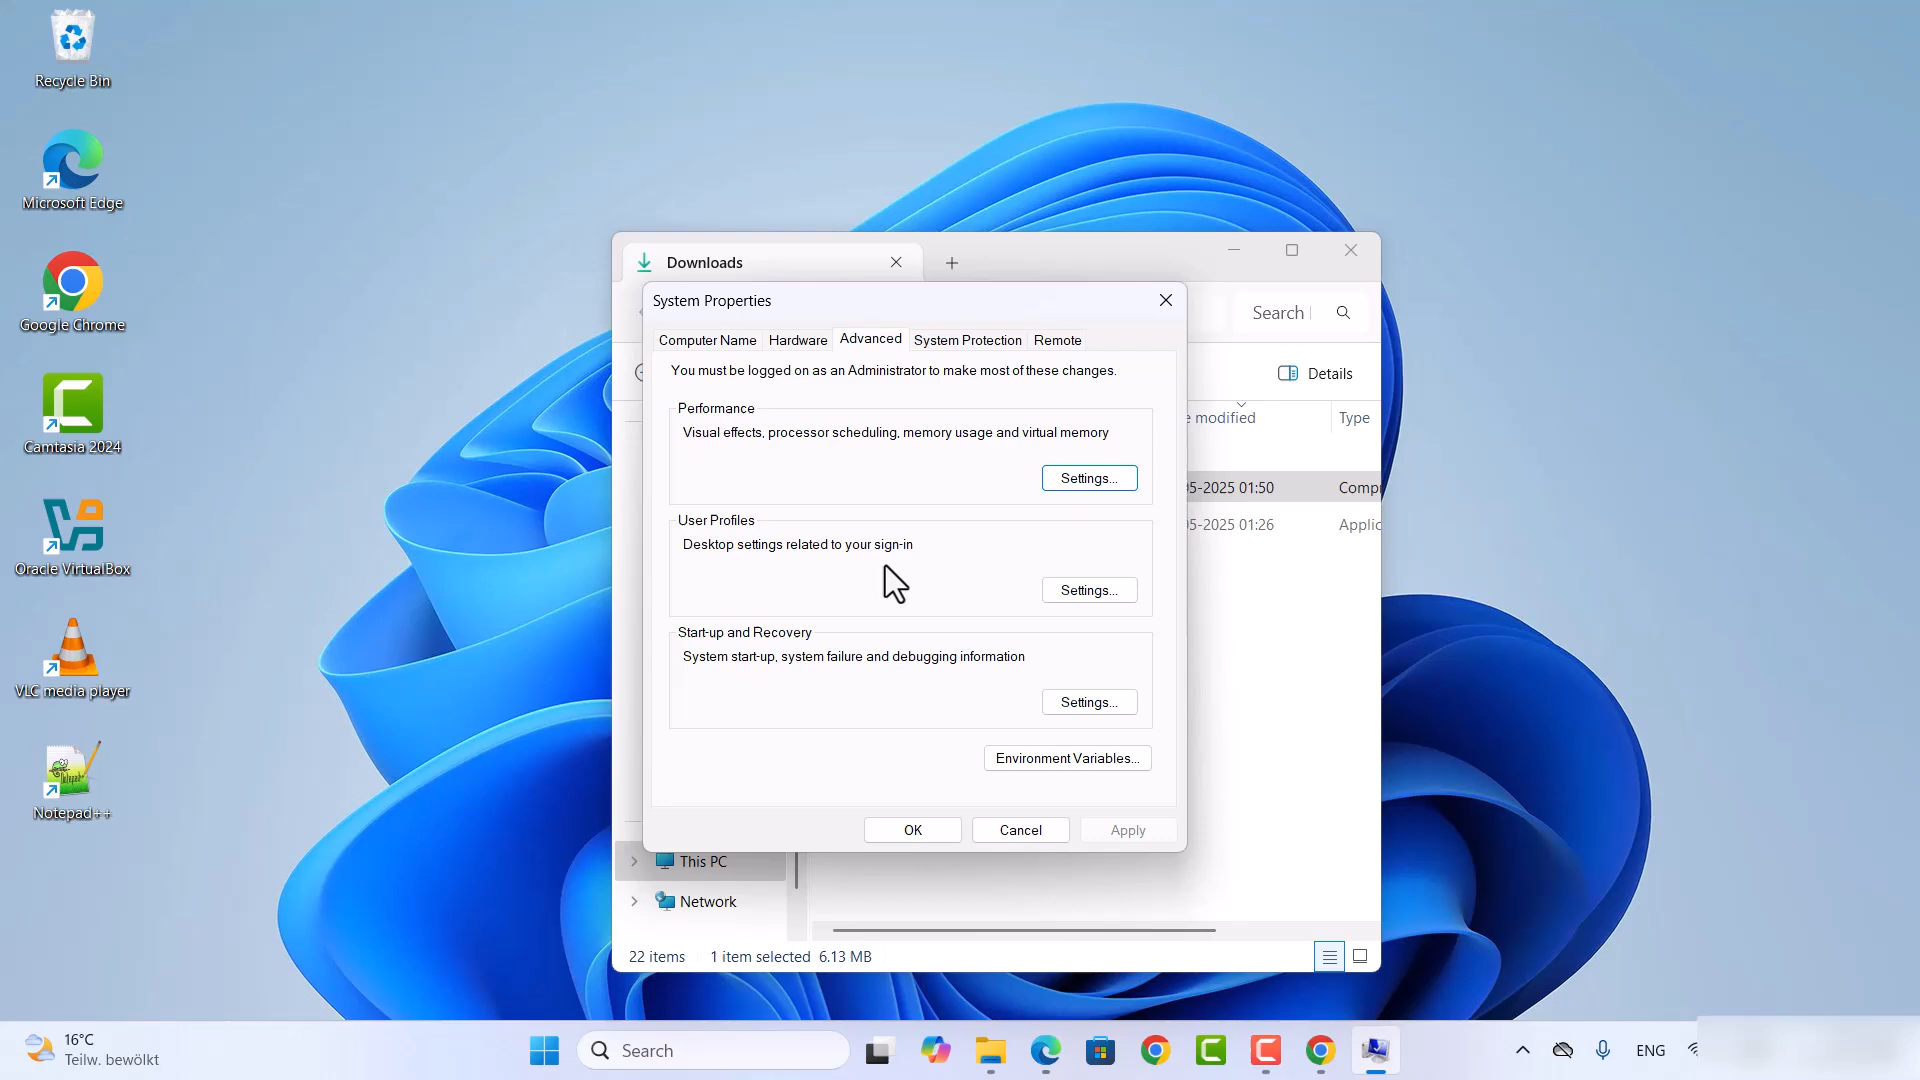 Recycle Bin
Microsoft Edge
Google Chrome
Camtasia 2024
Oracle VirtualBox
VLC media player
Notepad++
Downloads
System Properties
Search
Computer Name Hardware Advanced System Protection Remote
You must be logged on as an Administrator to make most of these changes.
Details
Performance
Visual effects, processor scheduling, memory usage and virtual memory
Settings...
e modified Type
05-2025 01:50 Comp
05-2025 01:26 Applic
User Profiles
Desktop settings related to your sign-in
Settings...
Start-up and Recovery
System start-up, system failure and debugging information
Settings...
Environment Variables...
OK Cancel Apply
This PC
Network
22 items 1 item selected 6.13 MB
16°C
Teilw. bewölkt
Search
ENG